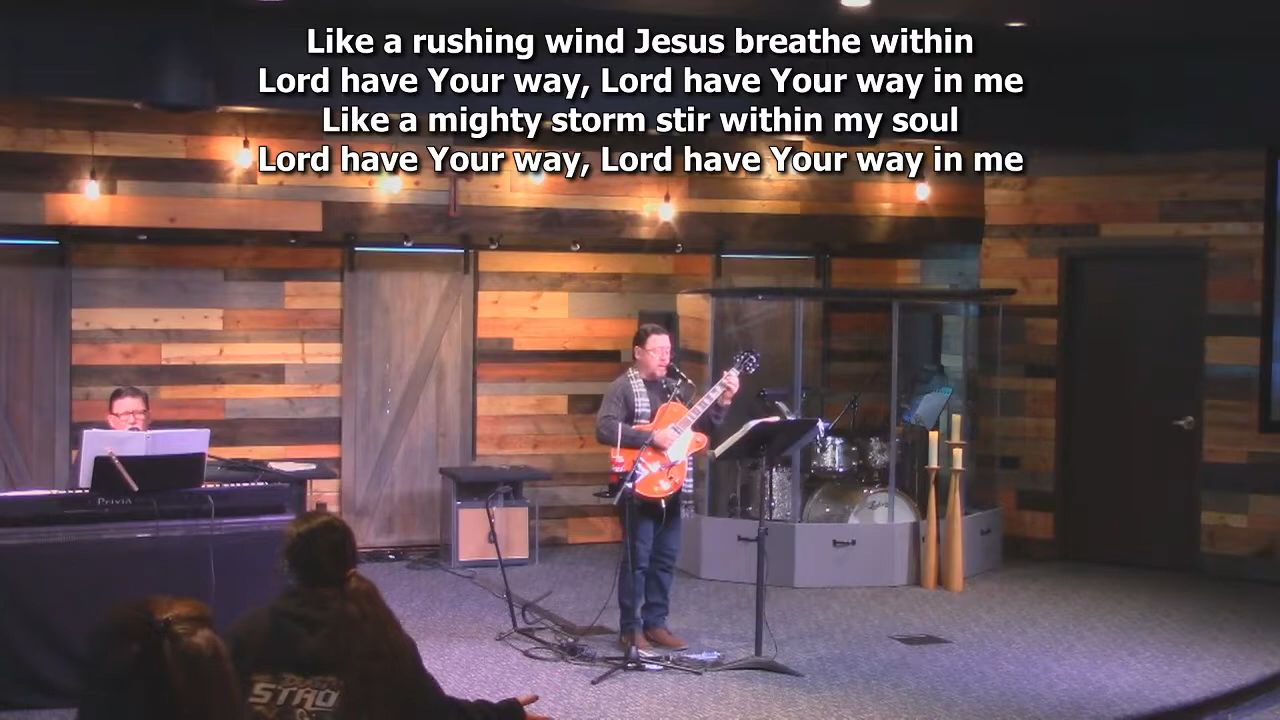 Like a rushing wind Jesus breathe within
Lord have Your way, Lord have Your way in me
Like a mighty storm stir within my soul
Lord have Your way, Lord have Your way in me
Privia